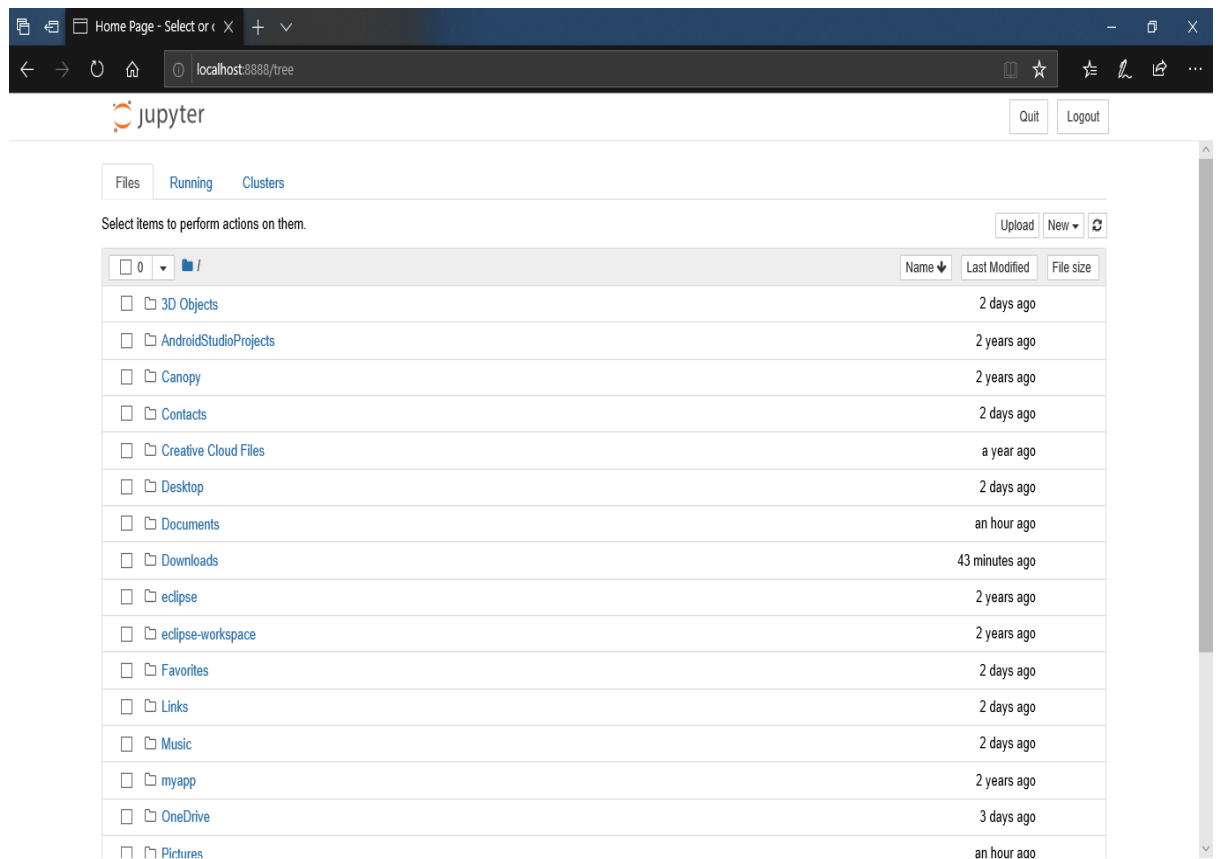 Home Page - Select or c
localhost:8888/tree
jupyter
Quit Logout
Files Running Clusters
Select items to perform actions on them.
Upload New
0 / Name Last Modified File size
3D Objects 2 days ago
AndroidStudioProjects 2 years ago
Canopy 2 years ago
Contacts 2 days ago
Creative Cloud Files a year ago
Desktop 2 days ago
Documents an hour ago
Downloads 43 minutes ago
eclipse 2 years ago
eclipse-workspace 2 years ago
Favorites 2 days ago
Links 2 days ago
Music 2 days ago
myapp 2 years ago
OneDrive 3 days ago
Pictures an hour ago